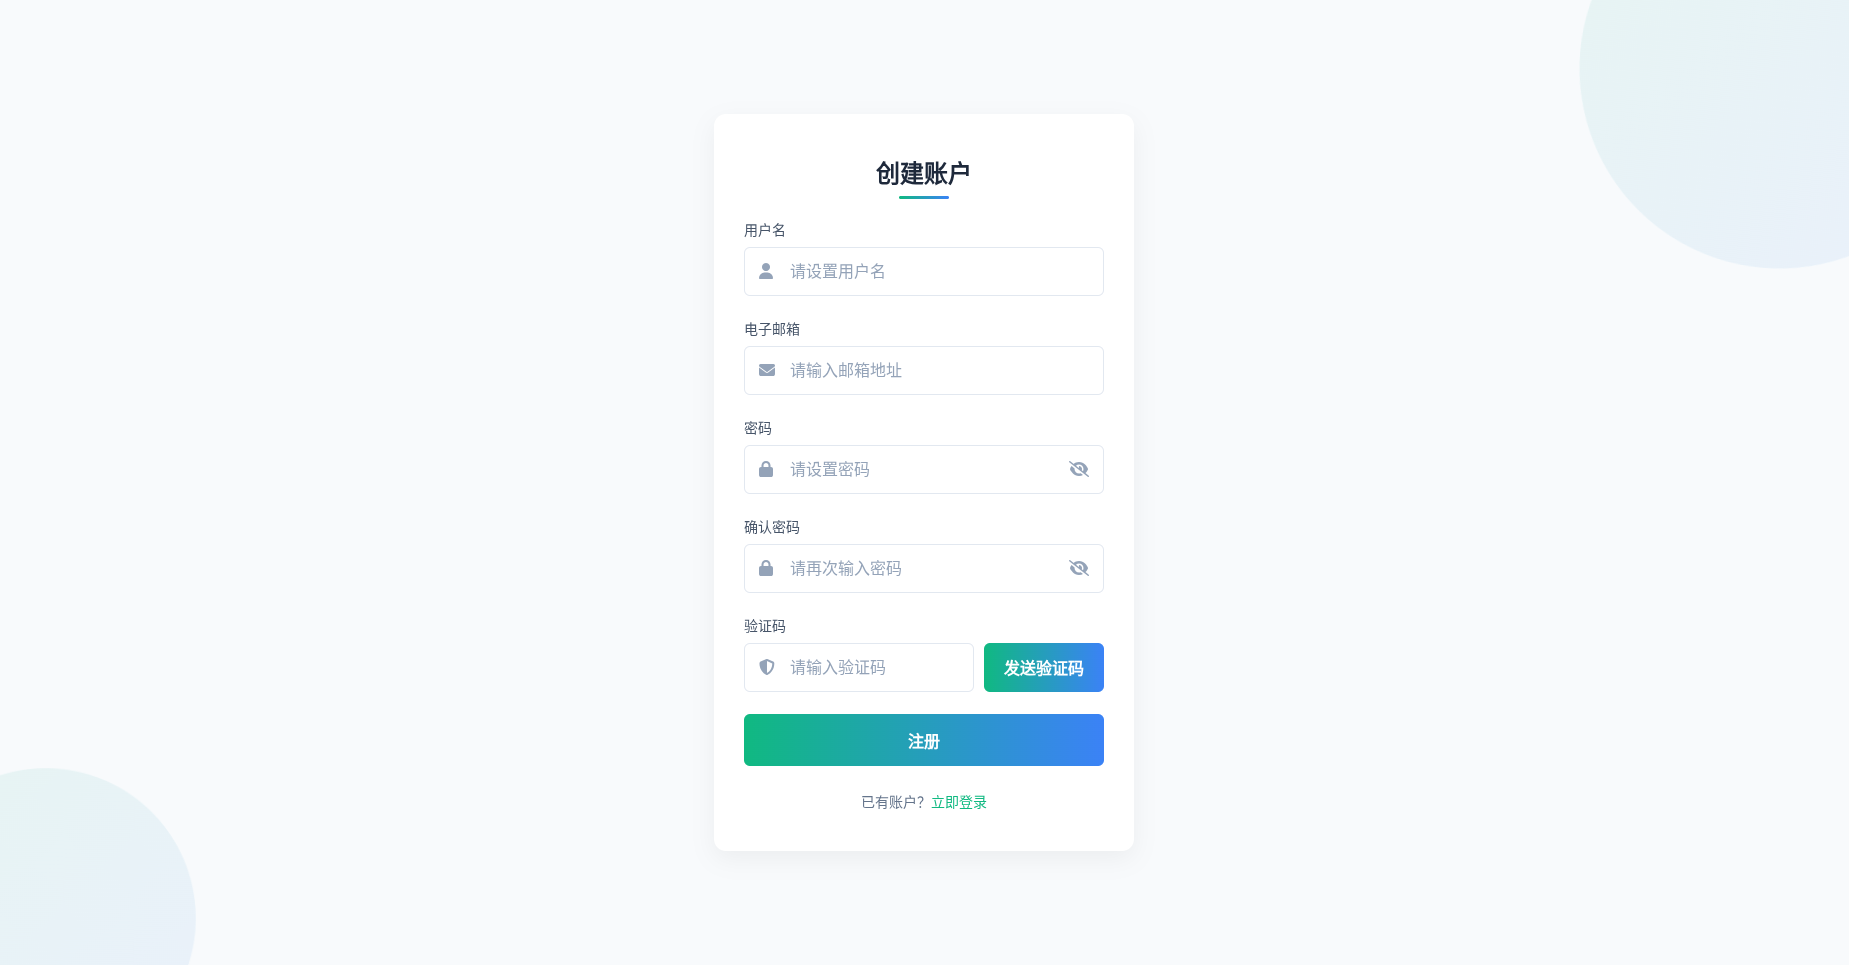 创建账户
用户名
请设置用户名
电子邮箱
请输入邮箱地址
密码
请设置密码
确认密码
请再次输入密码
验证码
请输入验证码 发送验证码
注册
已有账户？立即登录